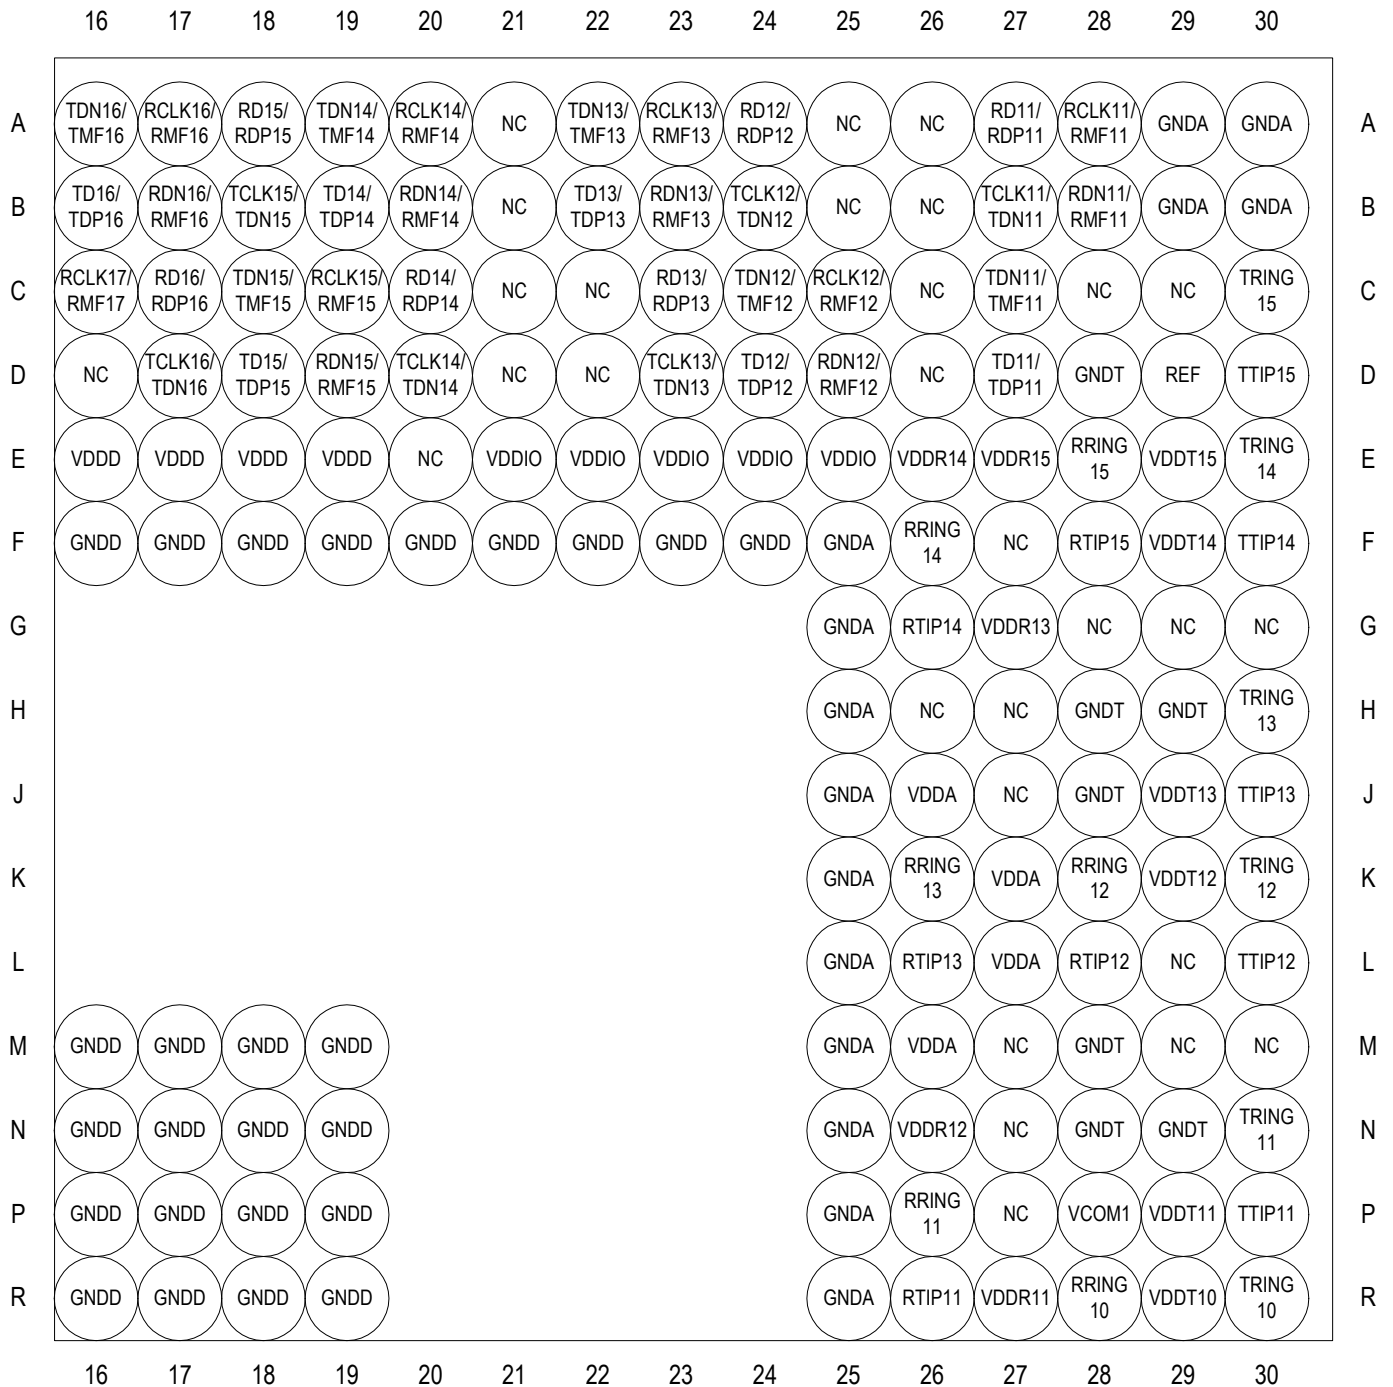 16 17 18 19 20 21 22 23 24 25 26 27 28 29 30
A TDN16/ RCLK16/ RD15/ TDN14/ RCLK14/ NC TDN13/ RCLK13/ RD12/ NC NC RD11/ RCLK11/ GNDA GNDA A
TMF16 RMF16 RDP15 TMF14 RMF14 TMF13 RMF13 RDP12 RDP11 RMF11
B TD16/ RDN16/ TCLK15/ TD14/ RDN14/ NC TD13/ RDN13/ TCLK12/ NC NC TCLK11/ RDN11/ GNDA GNDA B
TDP16 RMF16 TDN15 TDP14 RMF14 TDP13 RMF13 TDN12 TDN11 RMF11
C RCLK17/ RD16/ TDN15/ RCLK15/ RD14/ NC NC RD13/ TDN12/ RCLK12/ NC TDN11/ NC NC TRING C
RMF17 RDP16 TMF15 RMF15 RDP14 RDP13 TMF12 RMF12 TMF11 15
D NC TCLK16/ TD15/ RDN15/ TCLK14/ NC NC TCLK13/ TD12/ RDN12/ NC TD11/ GNDT REF TTIP15 D
TDN16 TDP15 RMF15 TDN14 TDN13 TDP12 RMF12 TDP11
E VDDD VDDD VDDD VDDD NC VDDIO VDDIO VDDIO VDDIO VDDIO VDDR14 VDDR15 RRING VDDT15 TRING E
15 14
F GNDD GNDD GNDD GNDD GNDD GNDD GNDD GNDD GNDD GNDA RRING NC RTIP15 VDDT14 TTIP14 F
14
G GNDA RTIP14 VDDR13 NC NC NC G
H GNDA NC NC GNDT GNDT TRING H
13
J GNDA VDDA NC GNDT VDDT13 TTIP13 J
K GNDA RRING VDDA RRING VDDT12 TRING K
13 12 12
L GNDA RTIP13 VDDA RTIP12 NC TTIP12 L
M GNDD GNDD GNDD GNDD GNDA VDDA NC GNDT NC NC M
N GNDD GNDD GNDD GNDD GNDA VDDR12 NC GNDT GNDT TRING N
11
P GNDD GNDD GNDD GNDD GNDA RRING NC VCOM1 VDDT11 TTIP11 P
11
R GNDD GNDD GNDD GNDD GNDA RTIP11 VDDR11 RRING VDDT10 TRING R
10 10
16 17 18 19 20 21 22 23 24 25 26 27 28 29 30